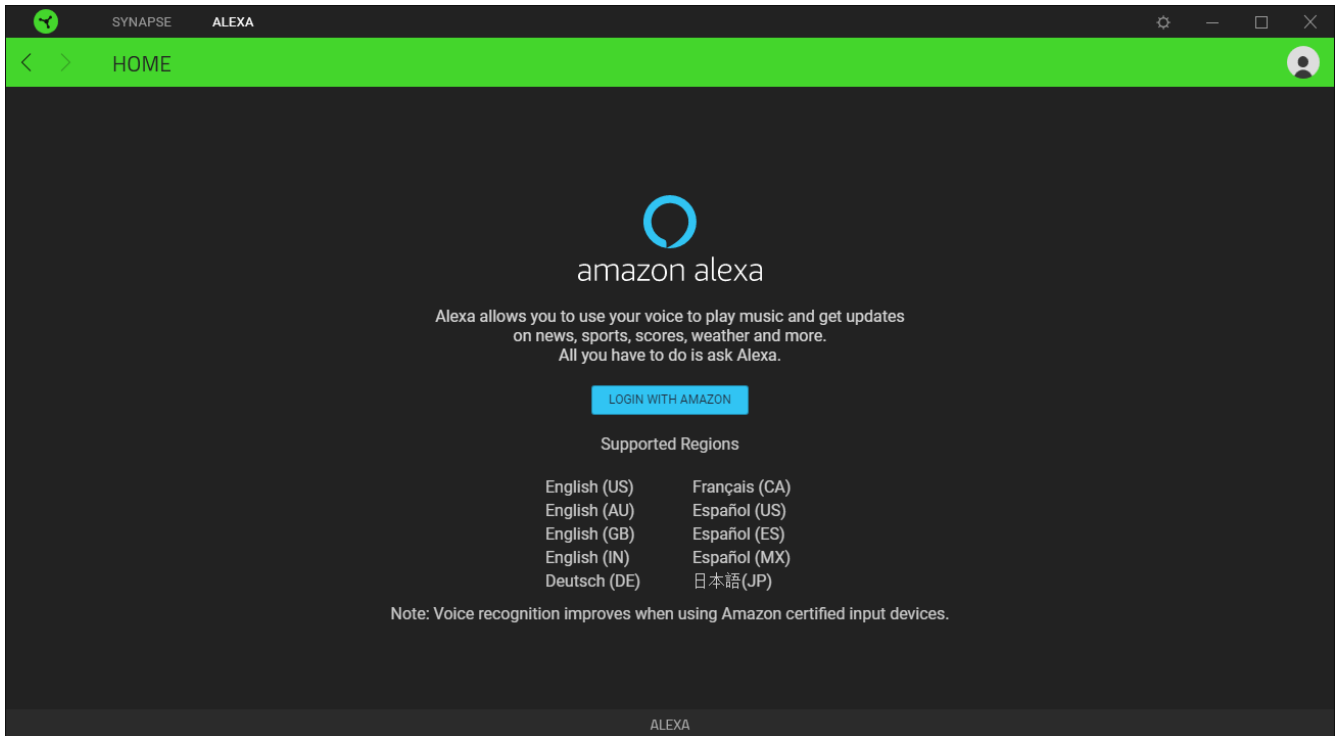 SYNAPSE ALEXA
HOME
amazon alexa
Alexa allows you to use your voice to play music and get updates
on news, sports, scores, weather and more.
All you have to do is ask Alexa.
LOGIN WITH AMAZON
Supported Regions
English (US) Français (CA)
English (AU) Español (US)
English (GB) Español (ES)
English (IN) Español (MX)
Deutsch (DE) 日本語(JP)
Note: Voice recognition improves when using Amazon certified input devices.
ALEXA